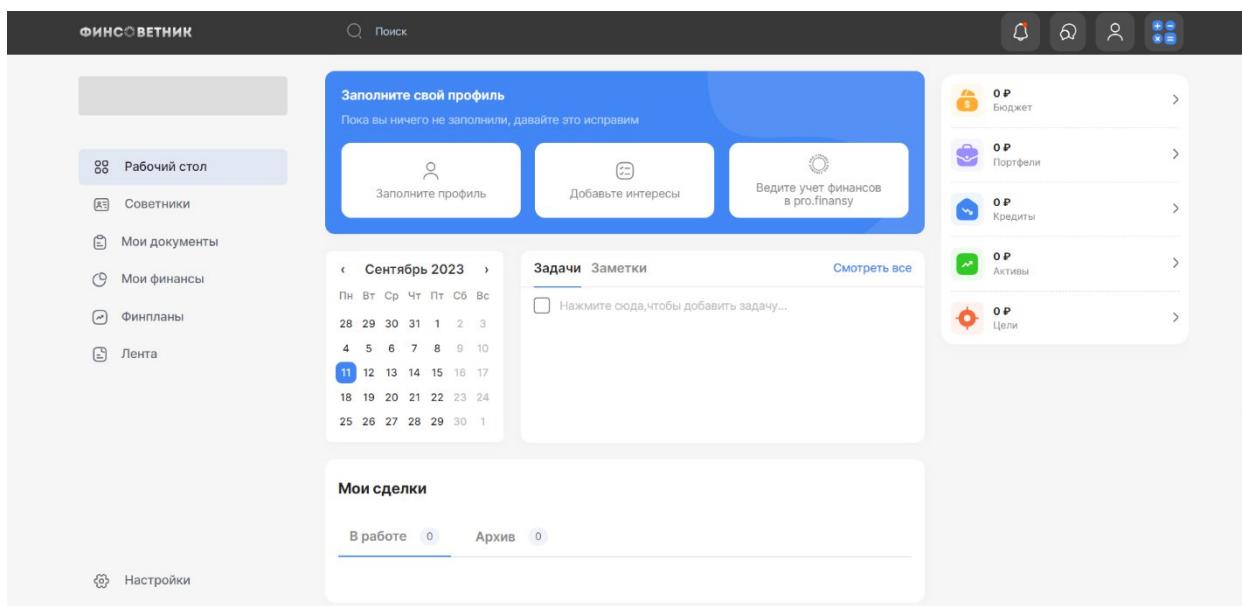 ФИНСОВЕТНИК
Поиск
Рабочий стол
Советники
Мои документы
Мои финансы
Финпланы
Лента
Настройки
Заполните свой профиль
Пока вы ничего не заполнили, давайте это исправим
Заполните профиль
Добавьте интересы
Ведите учет финансов
в pro.finansy
‹ Сентябрь 2023 ›
Пн Вт Ср Чт Пт Сб Вс
28 29 30 31 1 2 3
4 5 6 7 8 9 10
11 12 13 14 15 16 17
18 19 20 21 22 23 24
25 26 27 28 29 30 1
Задачи Заметки Смотреть все
Нажмите сюда,чтобы добавить задачу...
Мои сделки
В работе 0 Архив 0
0 ₽
Бюджет
0 ₽
Портфели
0 ₽
Кредиты
0 ₽
Активы
0 ₽
Цели